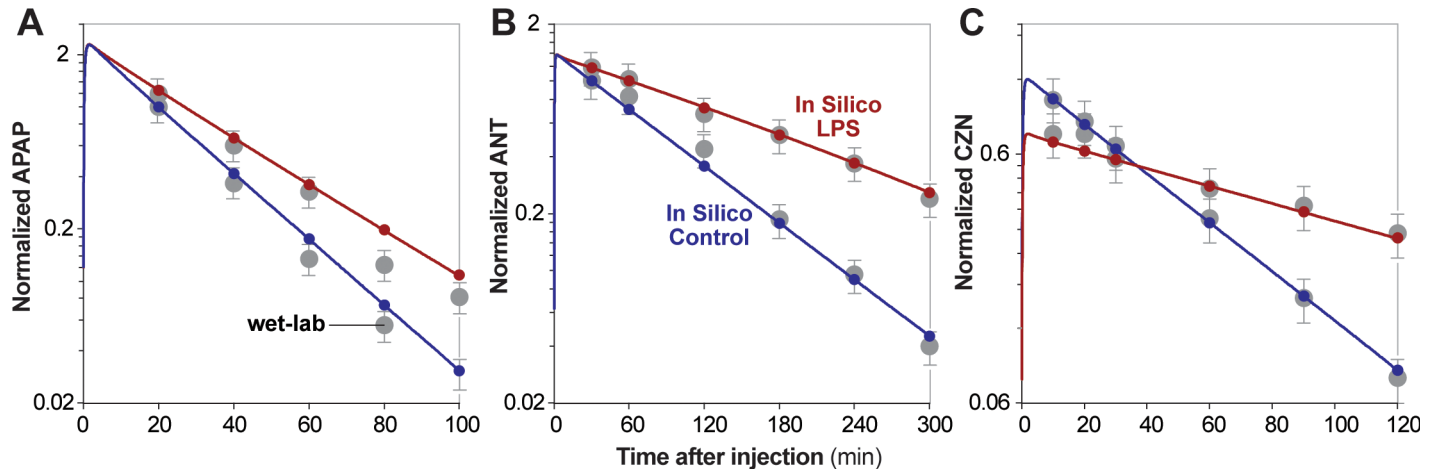 A
Normalized APAP
2
0.2
0.02
wet-lab
0 20 40 60 80 100
B
Normalized ANT
2
0.2
0.02
In Silico
LPS
In Silico
Control
0 60 120 180 240 300
Time after injection (min)
C
Normalized CZN
0.6
0.06
0 20 40 60 80 100 120